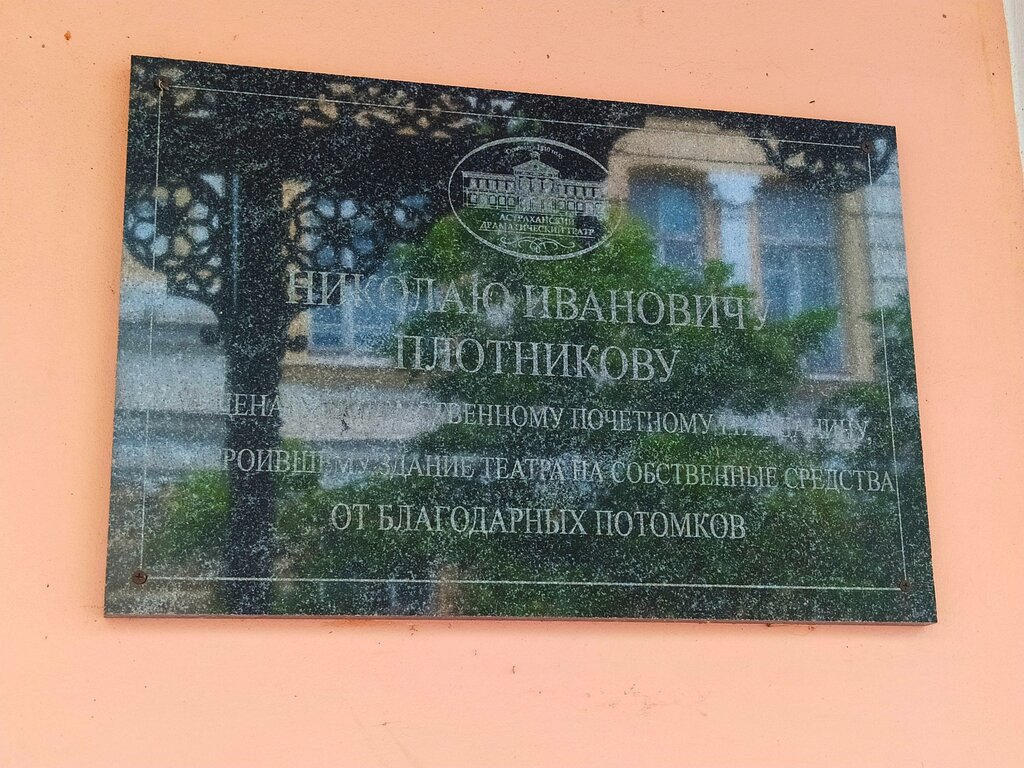 АСТРАХАНСКИЙ
ДРАМАТИЧЕСКИЙ ТЕАТР
НИКОЛАЮ ИВАНОВИЧУ
ПЛОТНИКОВУ
ПОЧЕТНОМУ
ЗДАНИЕ ТЕАТРА НА СОБСТВЕННЫЕ СРЕДСТВА
ОТ БЛАГОДАРНЫХ ПОТОМКОВ